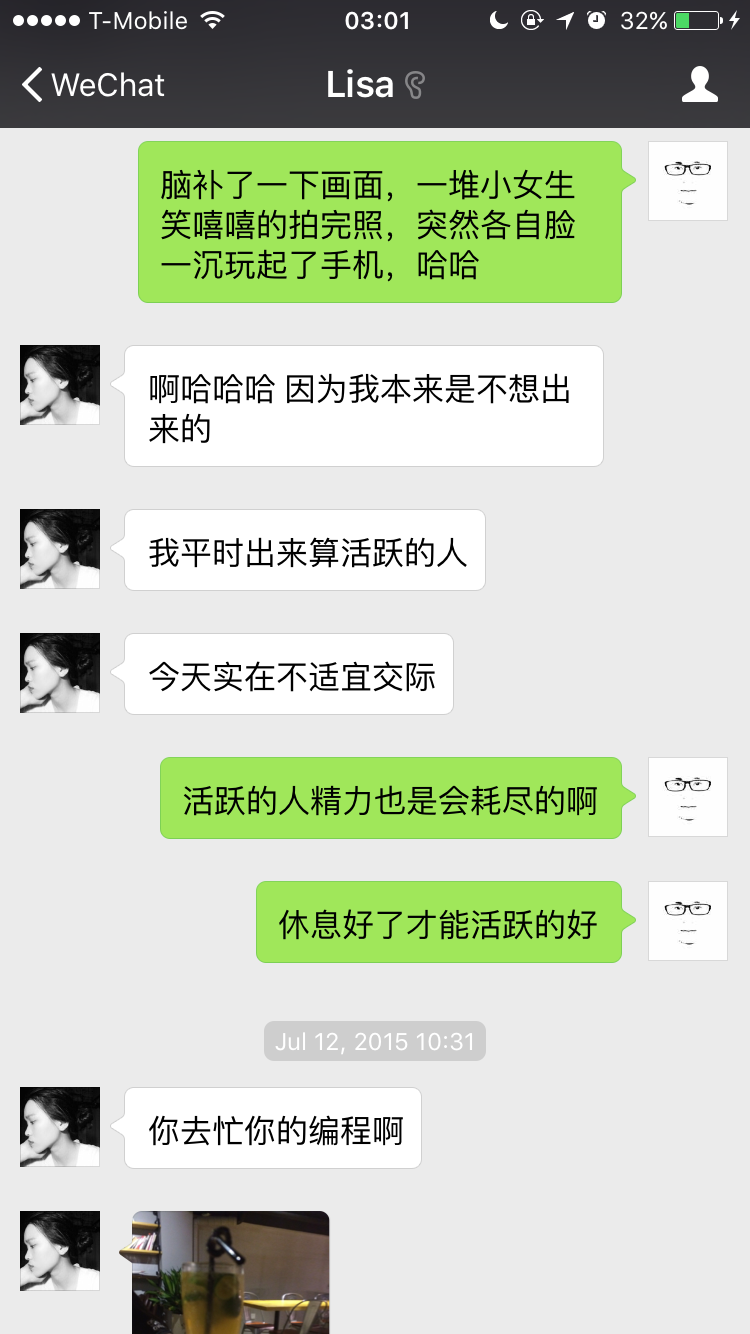 T-Mobile 03:01 32%
WeChat Lisa
脑补了一下画面，一堆小女生
笑嘻嘻的拍完照，突然各自脸
一沉玩起了手机，哈哈
啊哈哈哈 因为我本来是不想出
来的
我平时出来算活跃的人
今天实在不适宜交际
活跃的人精力也是会耗尽的啊
休息好了才能活跃的好
Jul 12, 2015 10:31
你去忙你的编程啊